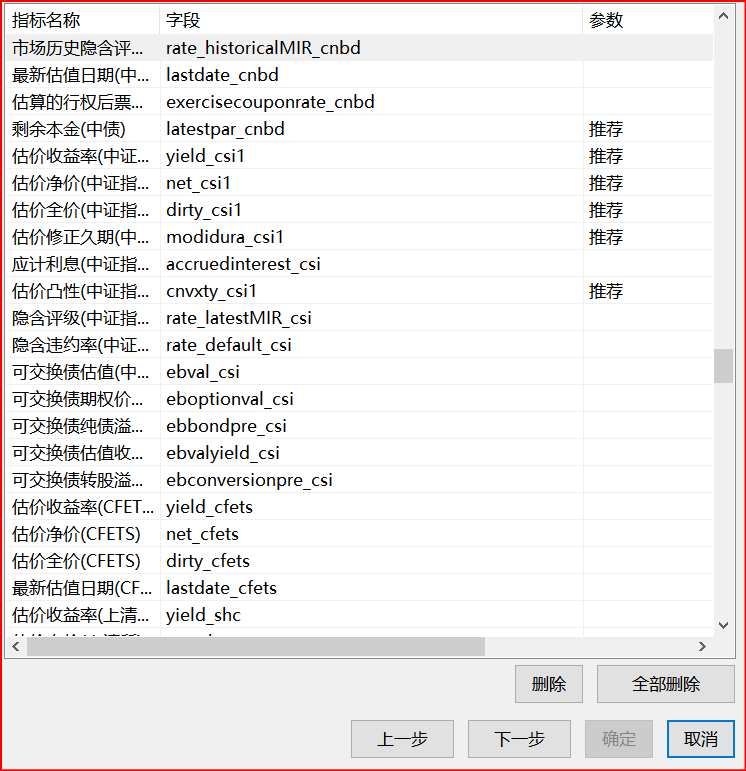 指标名称 字段 参数
市场历史隐含评... rate_historicalMIR_cnbd
最新估值日期(中... lastdate_cnbd
估算的行权后票... exercisecouponrate_cnbd
剩余本金(中债) latestpar_cnbd 推荐
估价收益率(中证... yield_csi1 推荐
估价净价(中证指... net_csi1 推荐
估价全价(中证指... dirty_csi1 推荐
估价修正久期(中... modidura_csi1 推荐
应计利息(中证指... accruedinterest_csi
估价凸性(中证指... cnvxty_csi1 推荐
隐含评级(中证指... rate_latestMIR_csi
隐含违约率(中证... rate_default_csi
可交换债估值(中... ebval_csi
可交换债期权价... eboptionval_csi
可交换债纯债溢... ebbondpre_csi
可交换债估值收... ebvalyield_csi
可交换债转股溢... ebconversionpre_csi
估价收益率(CFET... yield_cfets
估价净价(CFETS) net_cfets
估价全价(CFETS) dirty_cfets
最新估值日期(CF... lastdate_cfets
估价收益率(上清... yield_shc
删除 全部删除
上一步 下一步 确定 取消